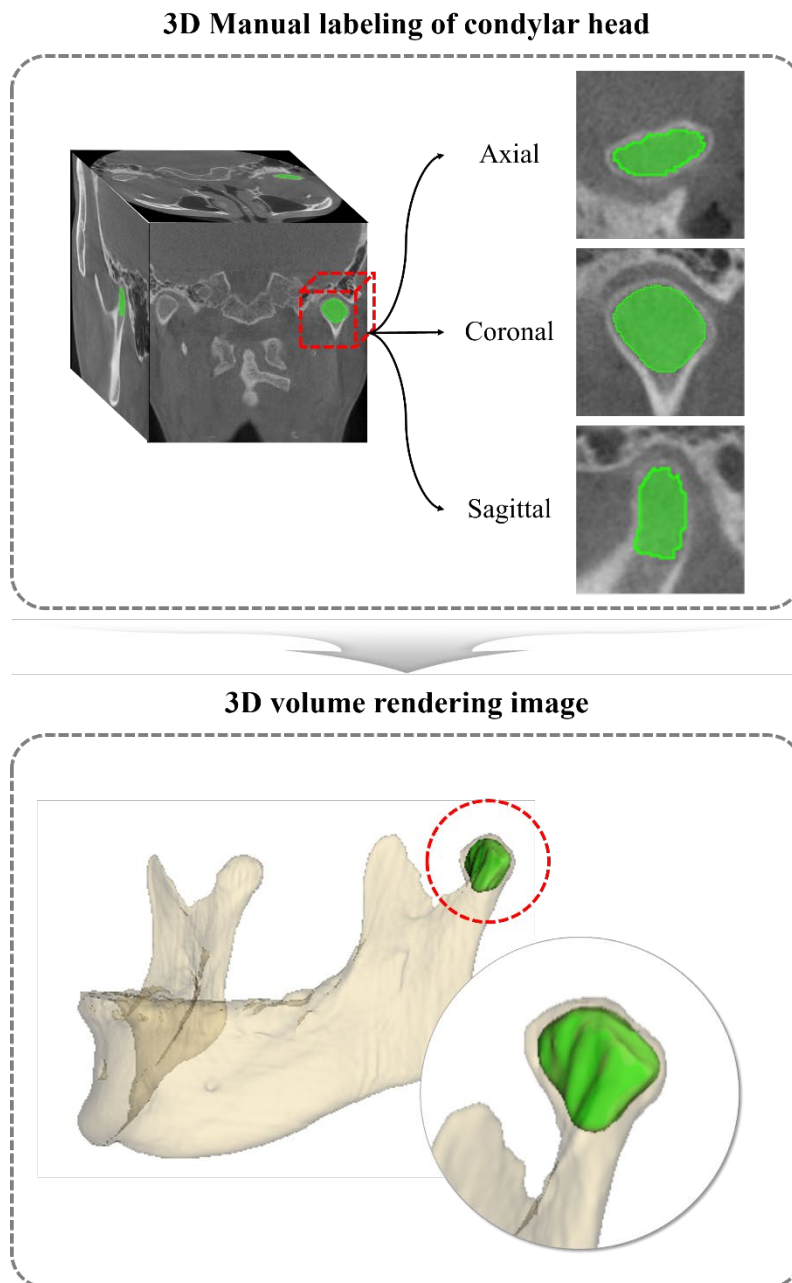 3D Manual labeling of condylar head
Axial
Coronal
Sagittal
3D volume rendering image